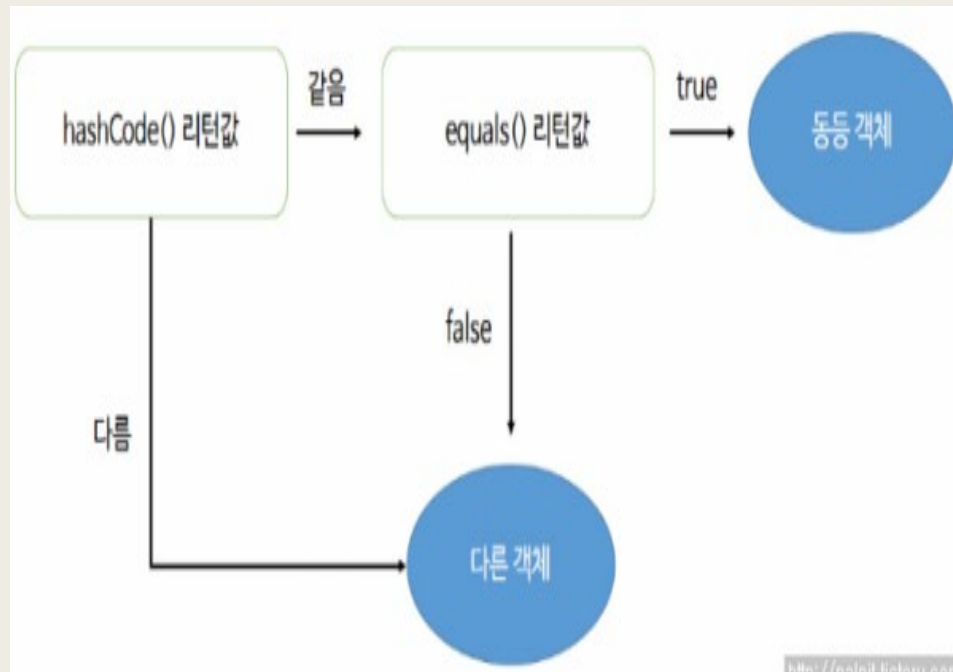 hashCode() 리턴값
같음
equals() 리턴값
true
동등 객체
false
다름
다른 객체